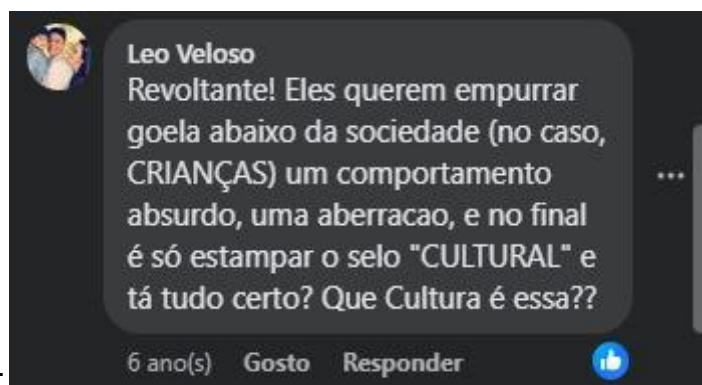 Leo Veloso
Revoltante! Eles querem empurrar
goela abaixo da sociedade (no caso,
CRIANÇAS) um comportamento
absurdo, uma aberracao, e no final
é só estampar o selo "CULTURAL" e
tá tudo certo? Que Cultura é essa??
6 ano(s) Gosto Responder